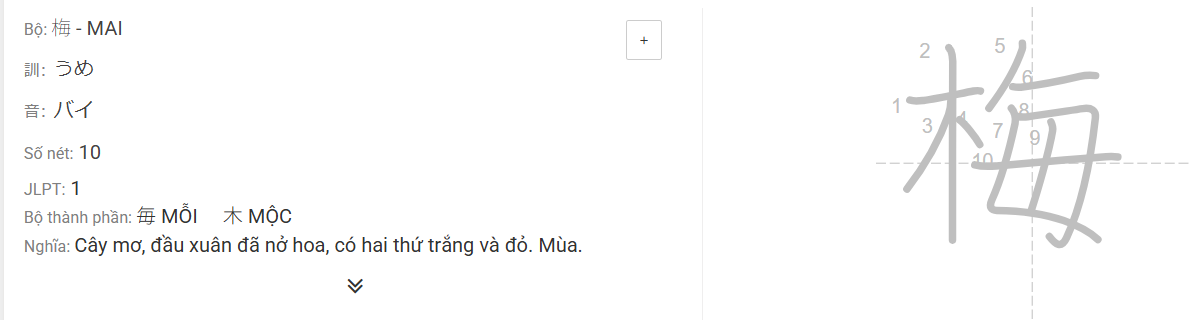 Bộ: 梅 - MAI
+
訓: うめ
音: バイ
Số nét: 10
JLPT: 1
Bộ thành phần: 毎 MỖI 木 MỘC
Nghĩa: Cây mơ, đầu xuân đã nở hoa, có hai thứ trắng và đỏ. Mùa.
梅
1
2
3
4
5
6
7
8
9
10